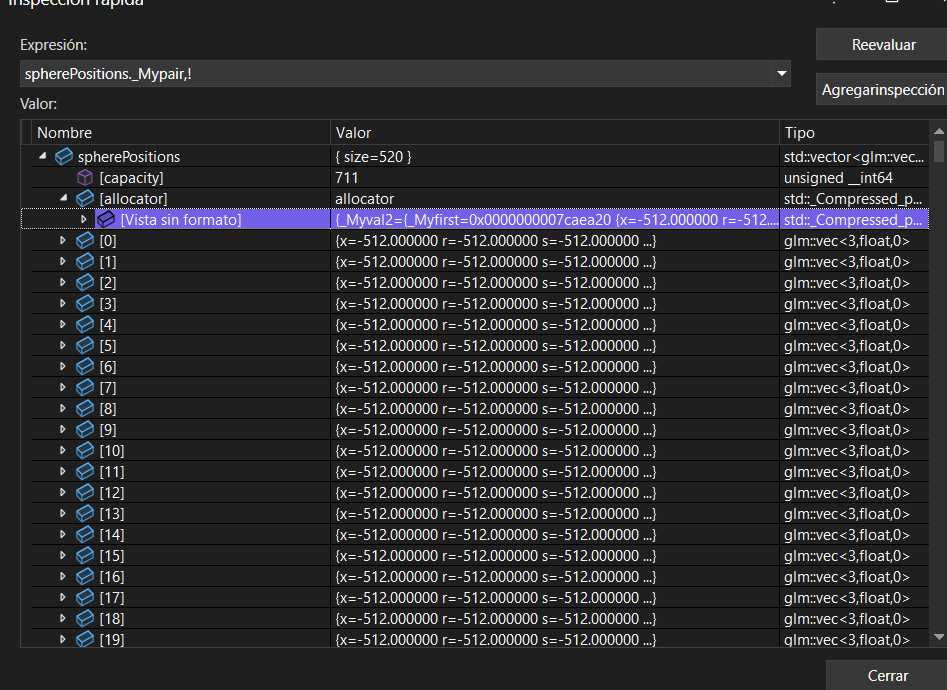 Inspección rápida
Expresión:
Reevaluar
spherePositions._Mypair,!
Agregarinspección
Valor:
Nombre Valor Tipo
spherePositions { size=520 } std::vector<glm::vec...
[capacity] 711 unsigned __int64
[allocator] allocator std::_Compressed_p...
[Vista sin formato] {_Myval2={_Myfirst=0x0000000007caea20 {x=-512.000000 r=-512.... std::_Compressed_p...
[0] {x=-512.000000 r=-512.000000 s=-512.000000 ...} glm::vec<3,float,0>
[1] {x=-512.000000 r=-512.000000 s=-512.000000 ...} glm::vec<3,float,0>
[2] {x=-512.000000 r=-512.000000 s=-512.000000 ...} glm::vec<3,float,0>
[3] {x=-512.000000 r=-512.000000 s=-512.000000 ...} glm::vec<3,float,0>
[4] {x=-512.000000 r=-512.000000 s=-512.000000 ...} glm::vec<3,float,0>
[5] {x=-512.000000 r=-512.000000 s=-512.000000 ...} glm::vec<3,float,0>
[6] {x=-512.000000 r=-512.000000 s=-512.000000 ...} glm::vec<3,float,0>
[7] {x=-512.000000 r=-512.000000 s=-512.000000 ...} glm::vec<3,float,0>
[8] {x=-512.000000 r=-512.000000 s=-512.000000 ...} glm::vec<3,float,0>
[9] {x=-512.000000 r=-512.000000 s=-512.000000 ...} glm::vec<3,float,0>
[10] {x=-512.000000 r=-512.000000 s=-512.000000 ...} glm::vec<3,float,0>
[11] {x=-512.000000 r=-512.000000 s=-512.000000 ...} glm::vec<3,float,0>
[12] {x=-512.000000 r=-512.000000 s=-512.000000 ...} glm::vec<3,float,0>
[13] {x=-512.000000 r=-512.000000 s=-512.000000 ...} glm::vec<3,float,0>
[14] {x=-512.000000 r=-512.000000 s=-512.000000 ...} glm::vec<3,float,0>
[15] {x=-512.000000 r=-512.000000 s=-512.000000 ...} glm::vec<3,float,0>
[16] {x=-512.000000 r=-512.000000 s=-512.000000 ...} glm::vec<3,float,0>
[17] {x=-512.000000 r=-512.000000 s=-512.000000 ...} glm::vec<3,float,0>
[18] {x=-512.000000 r=-512.000000 s=-512.000000 ...} glm::vec<3,float,0>
[19] {x=-512.000000 r=-512.000000 s=-512.000000 ...} glm::vec<3,float,0>
Cerrar